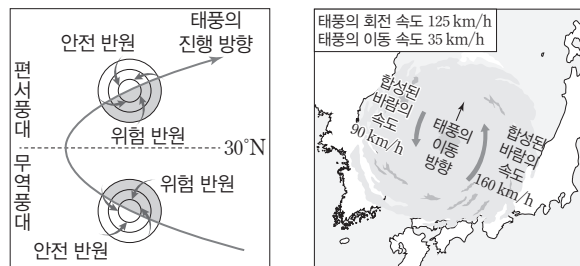 태풍의
진행 방향
안전 반원
편서풍대
위험 반원
30°N
무역풍대
위험 반원
안전 반원
태풍의 회전 속도 125 km/h
태풍의 이동 속도 35 km/h
합성된
바람의
속도
90 km/h
태풍의
이동
방향
합성된
바람의
속도
160 km/h